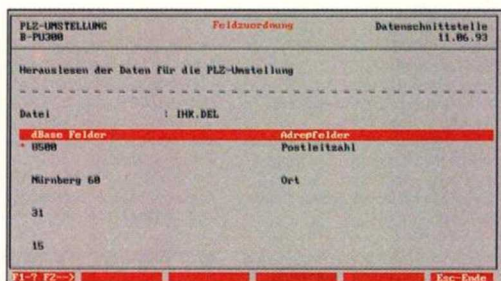 PLZ-UMSTELLUNG Feldzuordnung Datenschnittstelle
B-PU300 11.06.93
Herauslesen der Daten für die PLZ-Umstellung
Datei : IHK.DEL
dBase Felder Adreßfelder
* 8500 Postleitzahl
Nürnberg 60 Ort
31
15
F1-? F2--> Esc-Ende